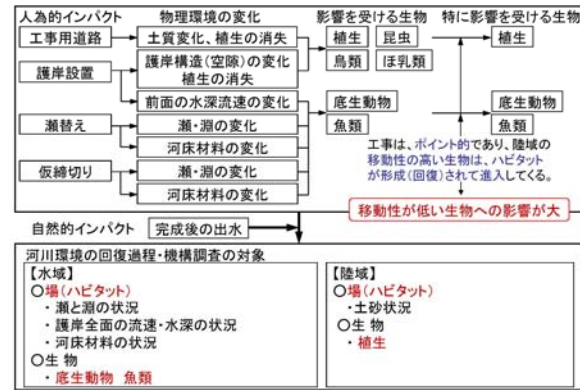 人為的インパクト
物理環境の変化
影響を受ける生物
特に影響を受ける生物
工事用道路
土質変化、植生の消失
植生
昆虫
植生
護岸設置
護岸構造(空隙)の変化
植生の消失
鳥類
ほ乳類
前面の水深流速の変化
底生動物
底生動物
瀬替え
瀬・淵の変化
魚類
魚類
河床材料の変化
工事は、ポイント的であり、陸域の
移動性の高い生物は、ハビタット
が形成(回復)されて進入してくる。
仮締切り
瀬・淵の変化
河床材料の変化
移動性が低い生物への影響が大
自然的インパクト
完成後の出水
河川環境の回復過程・機構調査の対象
【水域】
〇場(ハビタット)
・瀬と淵の状況
・護岸全面の流速・水深の状況
・河床材料の状況
〇生物
・底生動物 魚類
【陸域】
〇場(ハビタット)
・土砂状況
〇生物
・植生